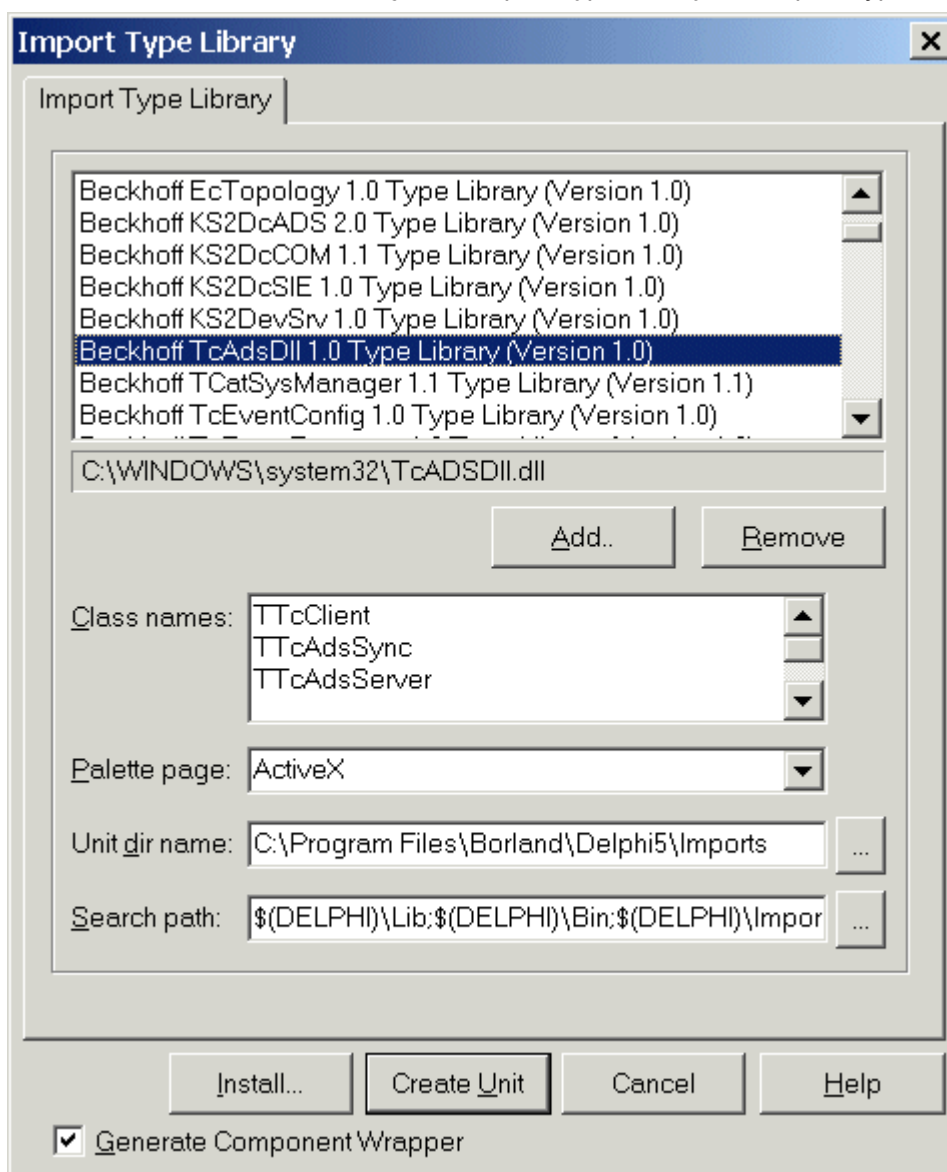 Import Type Library
Import Type Library
Beckhoff EcTopology 1.0 Type Library (Version 1.0)
Beckhoff KS2DcADS 2.0 Type Library (Version 1.0)
Beckhoff KS2DcCOM 1.1 Type Library (Version 1.0)
Beckhoff KS2DcSIE 1.0 Type Library (Version 1.0)
Beckhoff KS2DevSrv 1.0 Type Library (Version 1.0)
Beckhoff TcAdsDll 1.0 Type Library (Version 1.0)
Beckhoff TCatSysManager 1.1 Type Library (Version 1.1)
Beckhoff TcEventConfig 1.0 Type Library (Version 1.0)
C:\WINDOWS\system32\TcADSDll.dll
Add.. Remove
Class names: TTcClient
TTcAdsSync
TTcAdsServer
Palette page: ActiveX
Unit dir name: C:\Program Files\Borland\Delphi5\Imports ...
Search path: $(DELPHI)\Lib;$(DELPHI)\Bin;$(DELPHI)\Impor ...
Install... Create Unit Cancel Help
Generate Component Wrapper